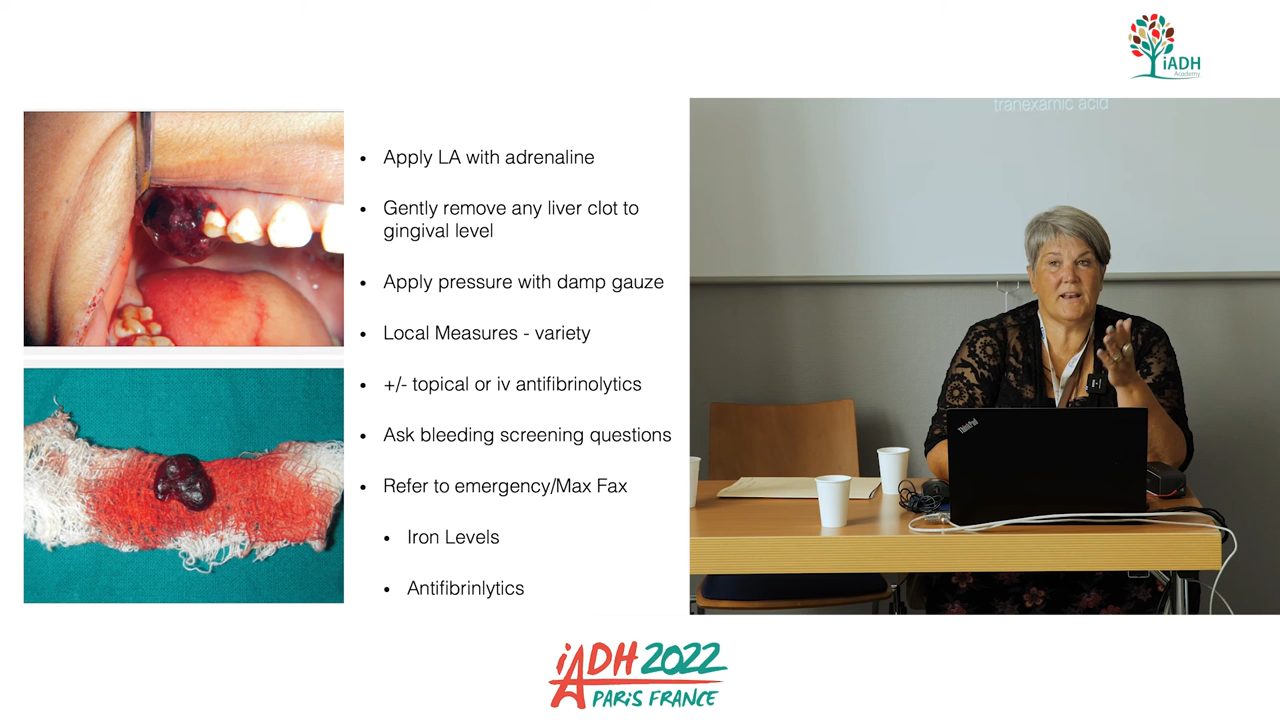 iADH
Academy
tranexamic acid
• Apply LA with adrenaline
• Gently remove any liver clot to
gingival level
• Apply pressure with damp gauze
• Local Measures - variety
• +/- topical or iv antifibrinolytics
• Ask bleeding screening questions
• Refer to emergency/Max Fax
• Iron Levels
• Antifibrinlytics
ThinkPad
iADH 2022
PARiS FRANCE